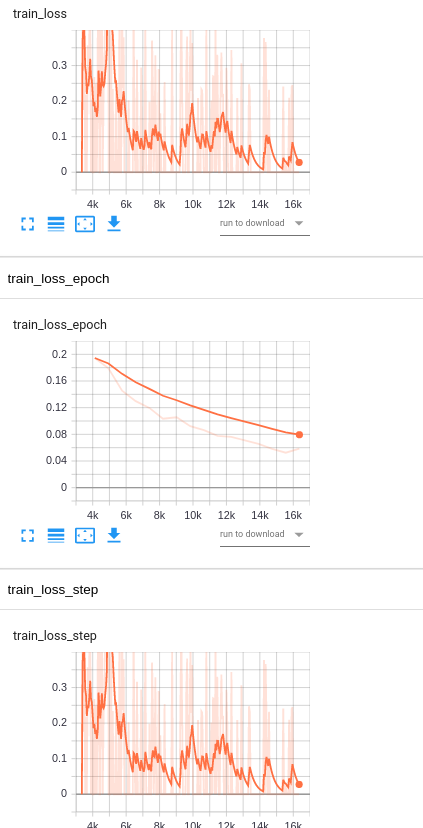 train_loss
0.3
0.2
0.1
0
4k 6k 8k 10k 12k 14k 16k
run to download
train_loss_epoch
train_loss_epoch
0.2
0.16
0.12
0.08
0.04
0
4k 6k 8k 10k 12k 14k 16k
run to download
train_loss_step
train_loss_step
0.3
0.2
0.1
0
4k 6k 8k 10k 12k 14k 16k